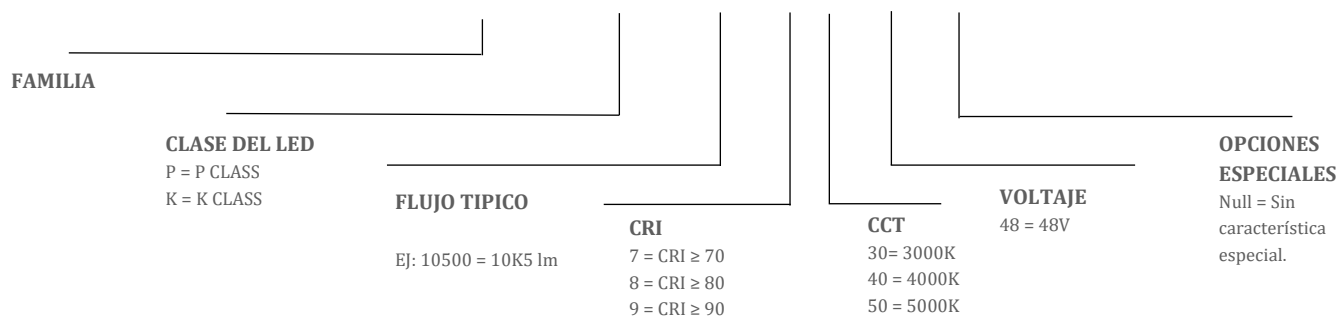 FAMILIA
CLASE DEL LED
P = P CLASS
K = K CLASS
FLUJO TIPICO
EJ: 10500 = 10K5 lm
CRI
7 = CRI ≥ 70
8 = CRI ≥ 80
9 = CRI ≥ 90
CCT
30= 3000K
40 = 4000K
50 = 5000K
VOLTAJE
48 = 48V
OPCIONES
ESPECIALES
Null = Sin
característica
especial.